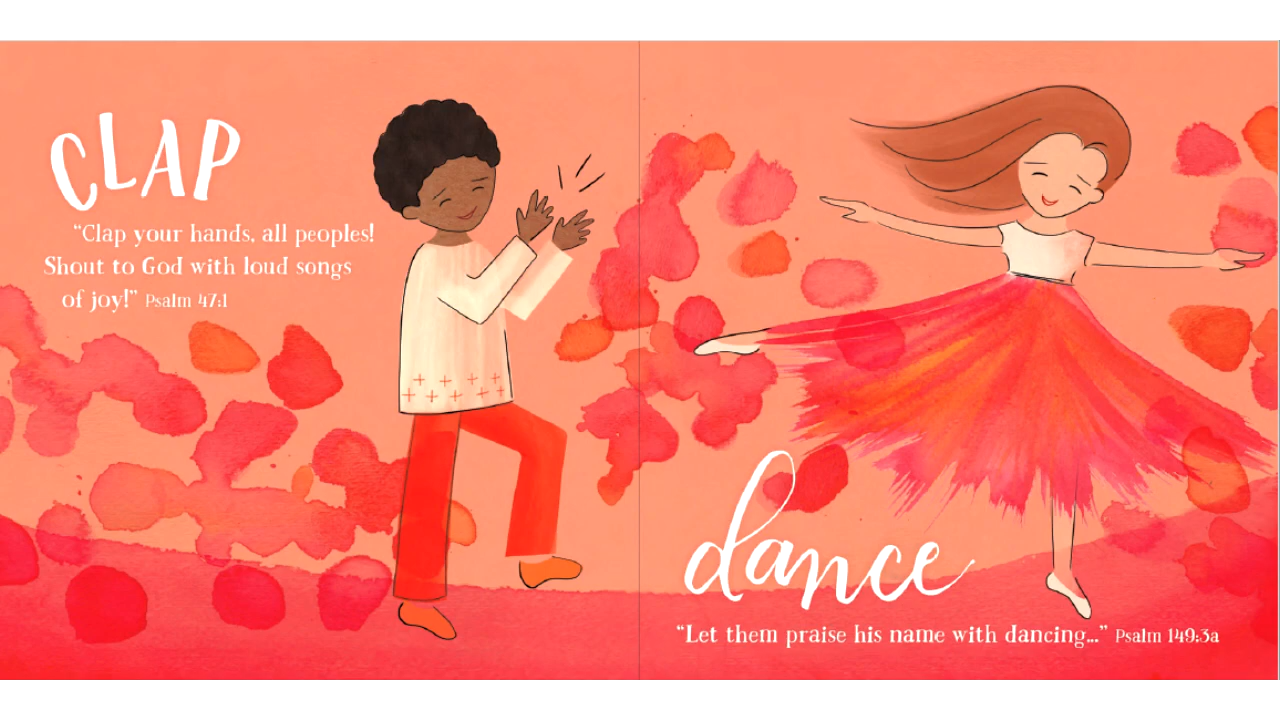 CLAP
“Clap your hands, all peoples!
Shout to God with loud songs
of joy!” Psalm 47:1
dance
“Let them praise his name with dancing...” Psalm 149:3a